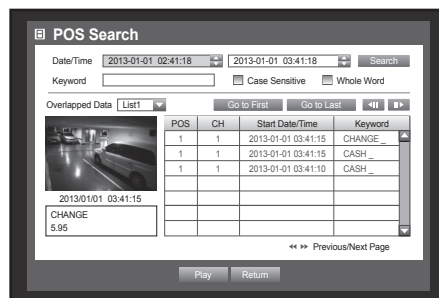 POS Search
Date/Time 2013-01-01 02:41:18 2013-01-01 03:41:18 Search
Keyword Case Sensitive Whole Word
Overlapped Data List1 Go to First Go to Last
POS CH Start Date/Time Keyword
1 1 2013-01-01 03:41:15 CHANGE _
1 1 2013-01-01 03:41:15 CASH _
1 1 2013-01-01 03:41:10 CASH _
2013/01/01 03:41:15
CHANGE
5.95
Previous/Next Page
Play Return